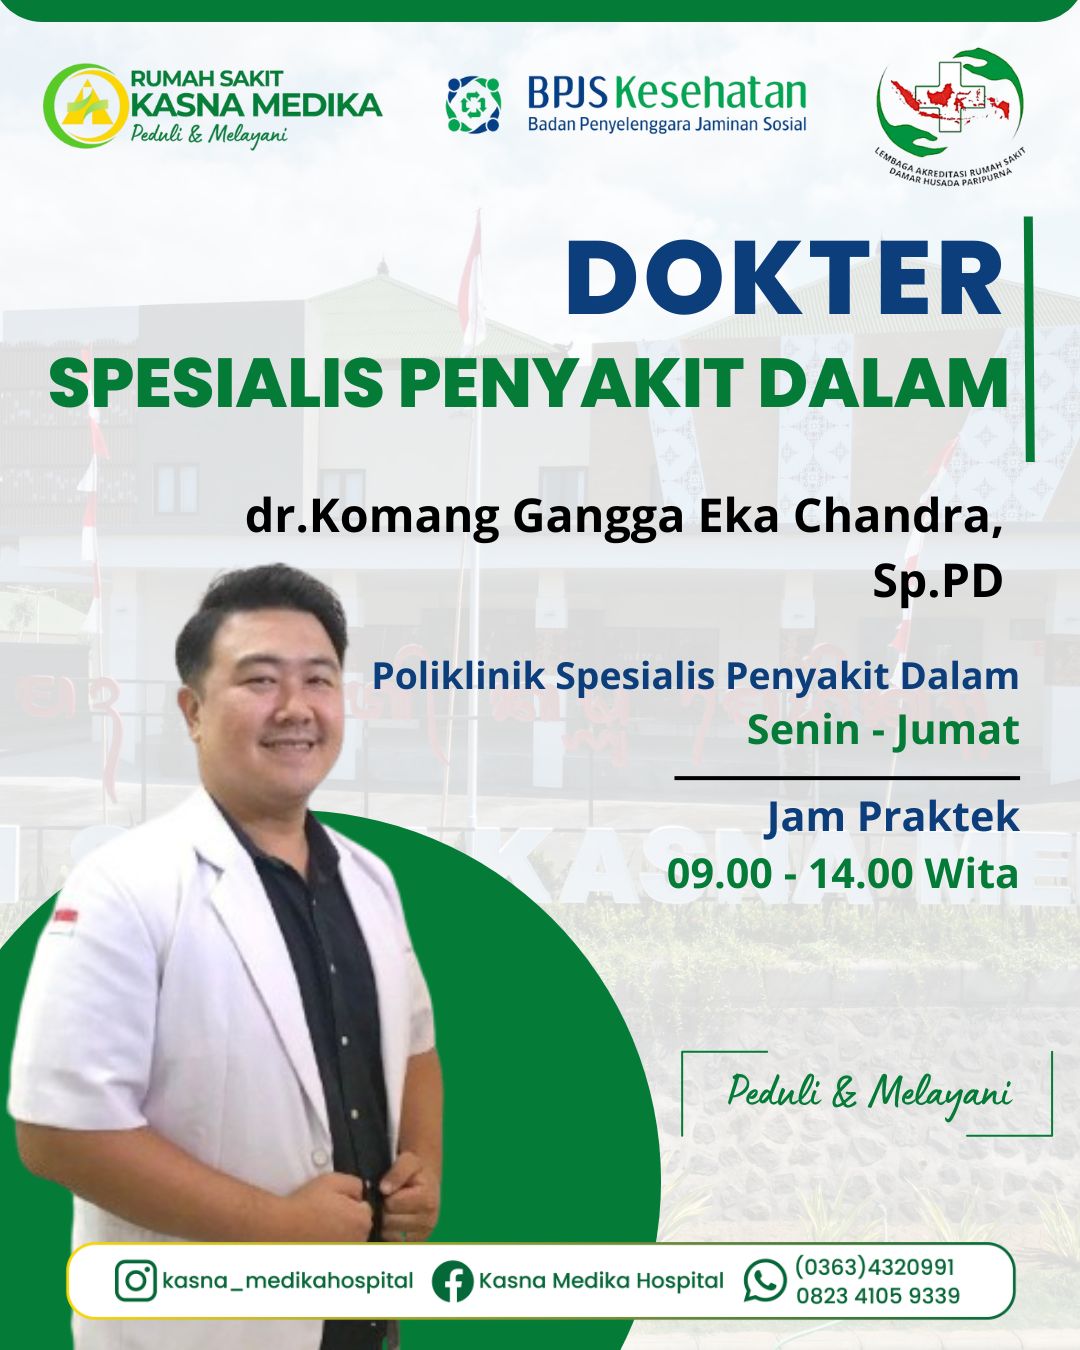 RUMAH SAKIT
KASNA MEDIKA
Peduli & Melayani
BPJS Kesehatan
Badan Penyelenggara Jaminan Sosial
LEMBAGA AKREDITASI RUMAH SAKIT
DAMAR HUSADA PARIPURNA
DOKTER
SPESIALIS PENYAKIT DALAM
dr.Komang Gangga Eka Chandra,
Sp.PD
Poliklinik Spesialis Penyakit Dalam
Senin - Jumat
Jam Praktek
09.00 - 14.00 Wita
KASNA ME
Peduli & Melayani
kasna_medikahospital
Kasna Medika Hospital
(0363)4320991
0823 4105 9339